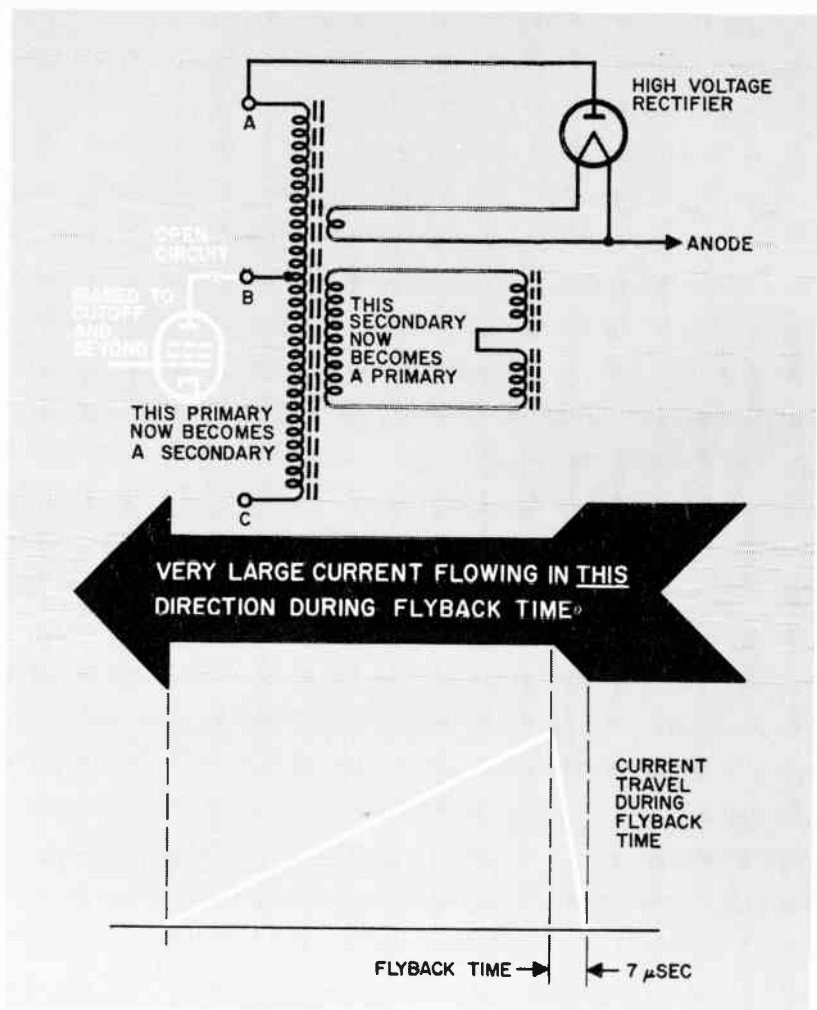 HIGH VOLTAGE
RECTIFIER
A
ANODE
OPEN
CIRCUIT
B
BIASED TO
CUTOFF
AND
BEYOND
THIS
SECONDARY
NOW
BECOMES
A PRIMARY
THIS PRIMARY
NOW BECOMES
A SECONDARY
C
VERY LARGE CURRENT FLOWING IN THIS
DIRECTION DURING FLYBACK TIME
CURRENT
TRAVEL
DURING
FLYBACK
TIME
FLYBACK TIME
7 μSEC